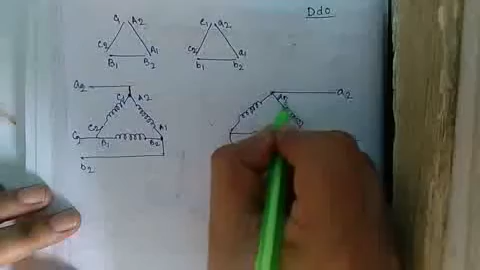 Dd0
C1 A2
C2 A1
B1 B2
C1 a2
C2 a1
b1 b2
a2
C1 A2
C2 A1
C2 B1 B2
b2
a2